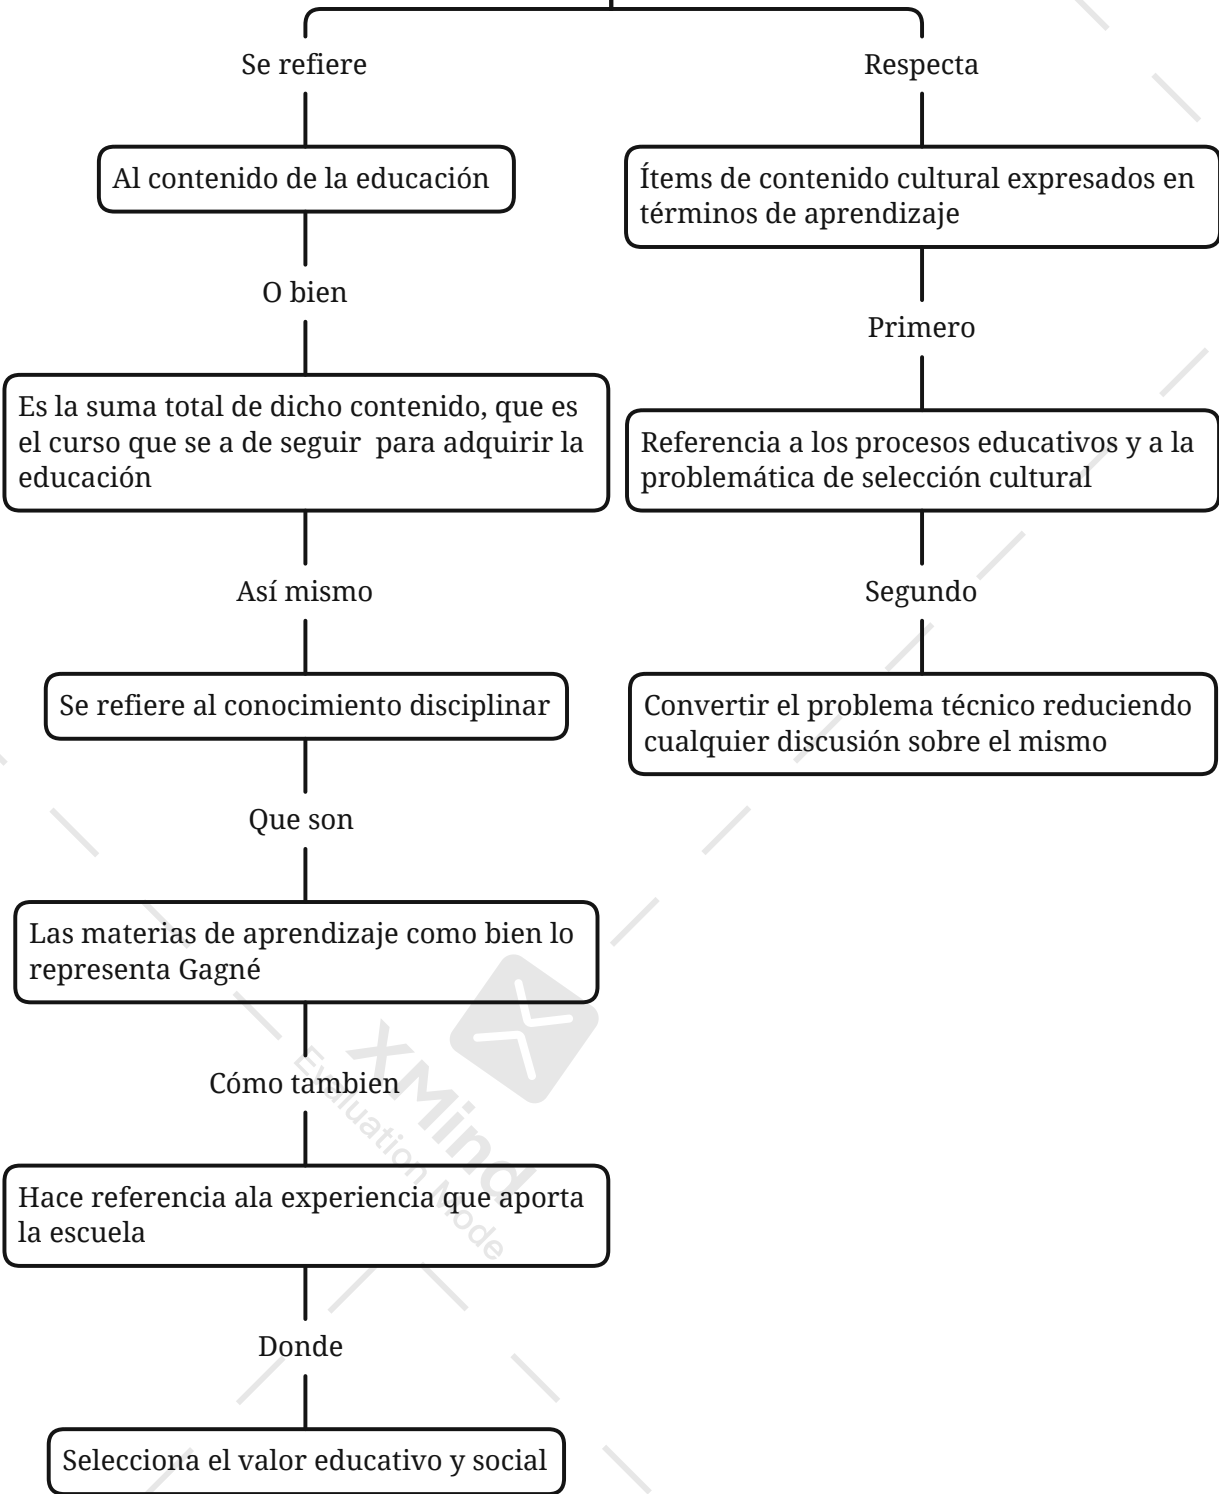 Se refiere
Al contenido de la educación
O bien
Es la suma total de dicho contenido, que es
el curso que se a de seguir  para adquirir la
educación
Así mismo
Se refiere al conocimiento disciplinar
Que son
Las materias de aprendizaje como bien lo
representa Gagné
Cómo tambien
Hace referencia ala experiencia que aporta
la escuela
Donde
Selecciona el valor educativo y social
Respecta
Ítems de contenido cultural expresados en
términos de aprendizaje
Primero
Referencia a los procesos educativos y a la
problemática de selección cultural
Segundo
Convertir el problema técnico reduciendo
cualquier discusión sobre el mismo
XMind
Evaluation Mode